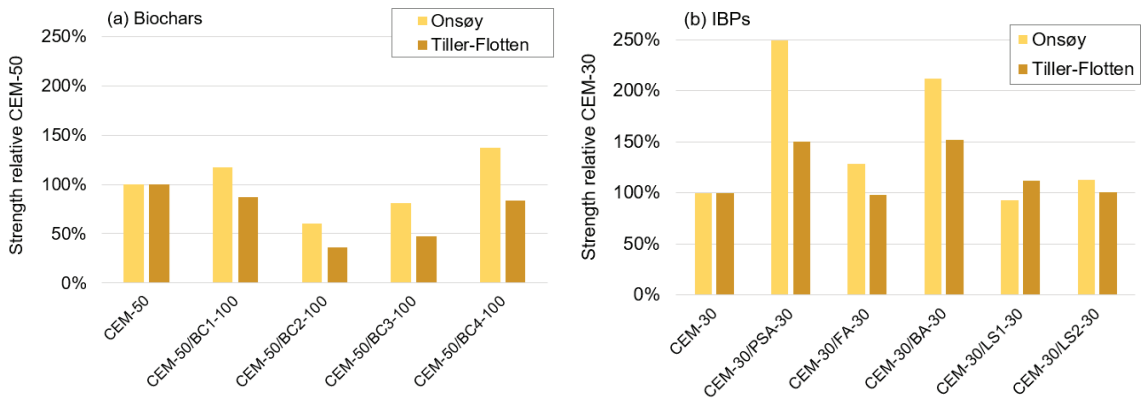 (a) Biochars
Onsøy
Tiller-Flotten
Strength relative CEM-50
250%
200%
150%
100%
50%
0%
CEM-50
CEM-50/BC1-100
CEM-50/BC2-100
CEM-50/BC3-100
CEM-50/BC4-100
(b) IBPs
Onsøy
Tiller-Flotten
Strength relative CEM-30
250%
200%
150%
100%
50%
0%
CEM-30
CEM-30/PSA-30
CEM-30/FA-30
CEM-30/BA-30
CEM-30/LS1-30
CEM-30/LS2-30